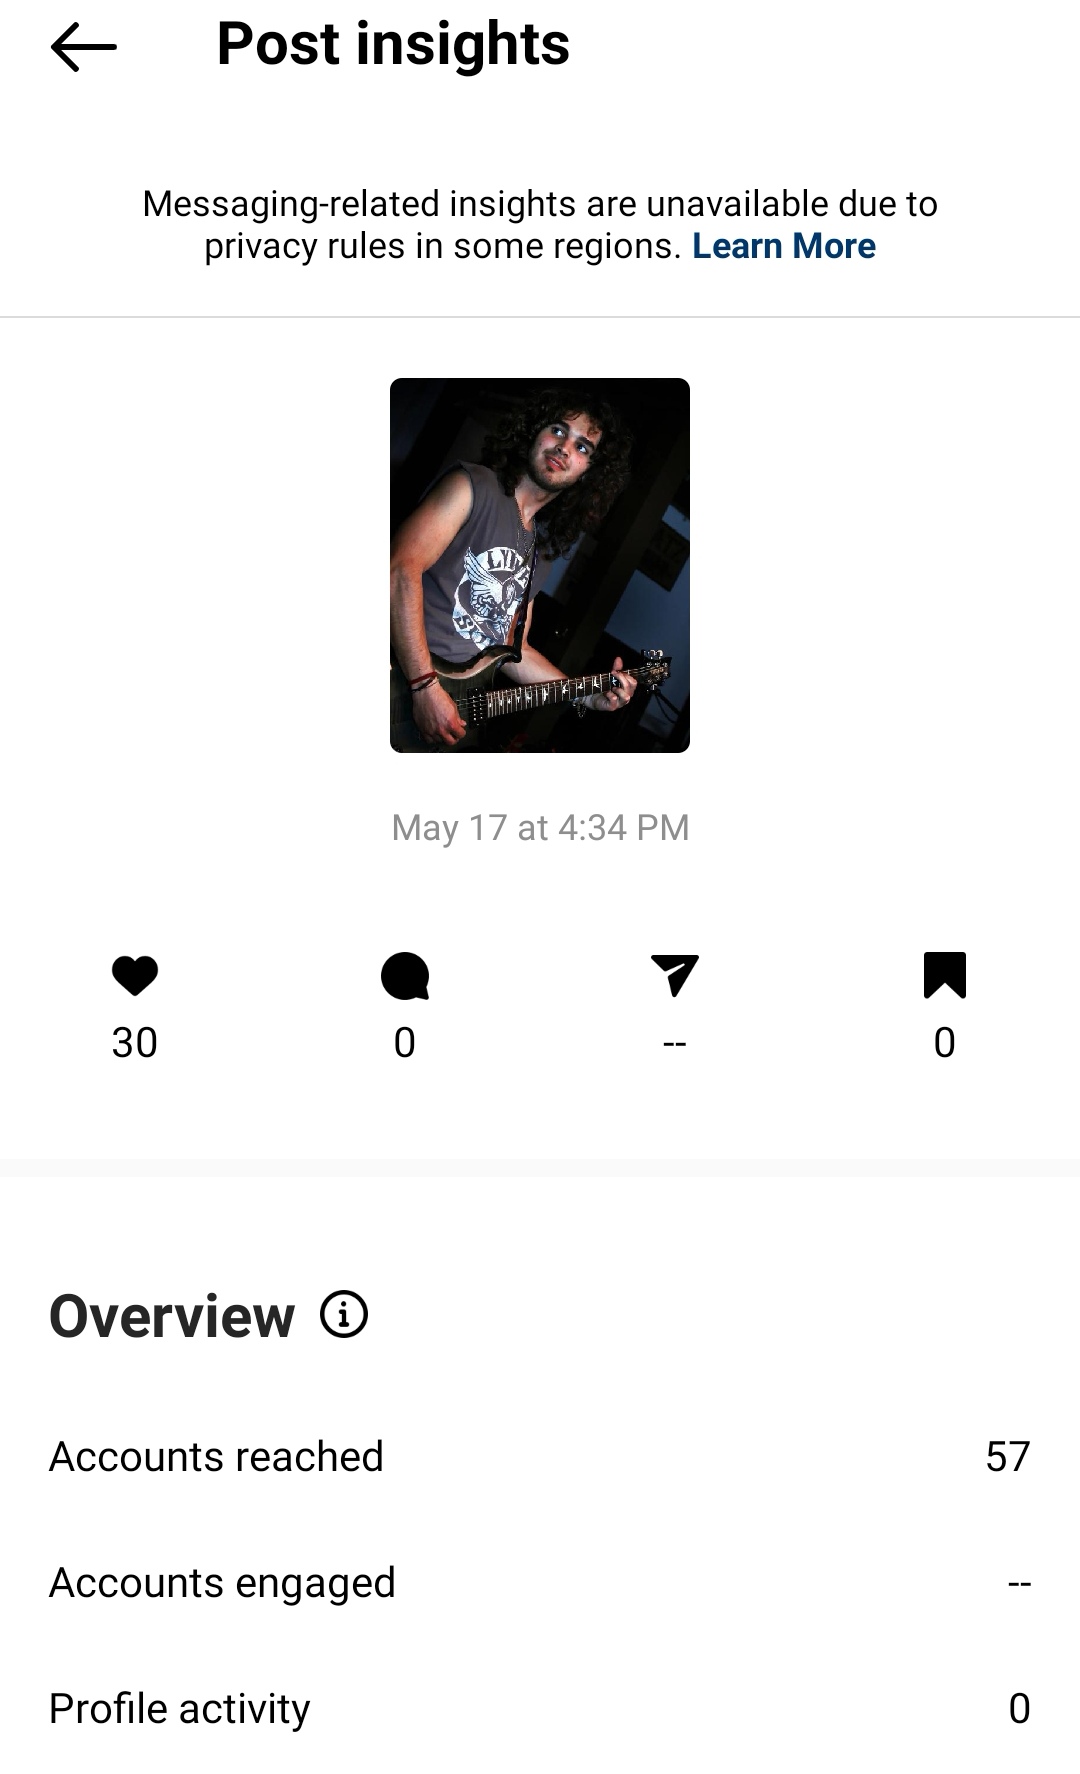 Post insights
Messaging-related insights are unavailable due to
privacy rules in some regions. Learn More
May 17 at 4:34 PM
30
0
--
0
Overview
Accounts reached
57
Accounts engaged
--
Profile activity
0